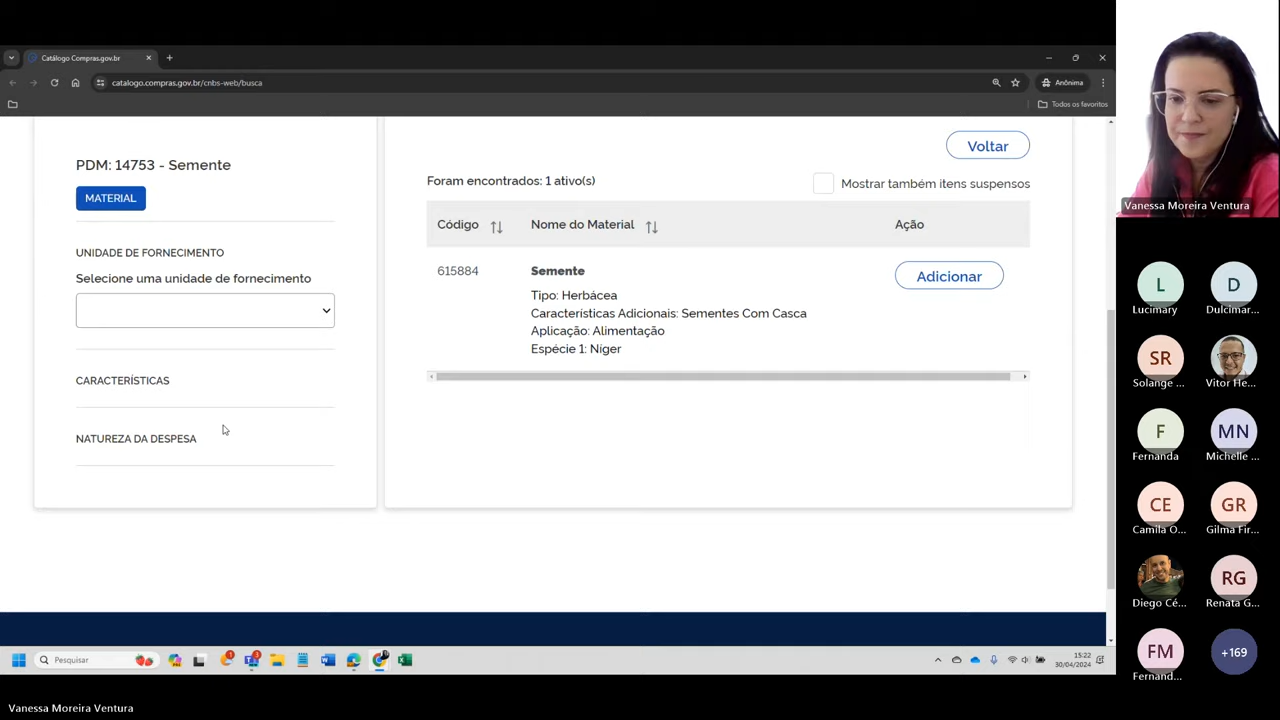 Catálogo Compras.gov.br
catalogo.compras.gov.br/cnbs-web/busca
Anônima
Todos os favoritos
PDM: 14753 - Semente
MATERIAL
UNIDADE DE FORNECIMENTO
Selecione uma unidade de fornecimento
CARACTERÍSTICAS
NATUREZA DA DESPESA
Voltar
Foram encontrados: 1 ativo(s)
Mostrar também itens suspensos
Código
Nome do Material
Ação
615884
Semente
Adicionar
Tipo: Herbácea
Características Adicionais: Sementes Com Casca
Aplicação: Alimentação
Espécie 1: Níger
Pesquisar
15:22
30/04/2024
Vanessa Moreira Ventura
L
Lucimary
D
Dulcimar...
SR
Solange ...
Vitor He...
F
Fernanda
MN
Michelle ...
CE
Camila O...
GR
Gilma Fir...
Diego Cé...
RG
Renata G...
FM
Fernand...
+169
Vanessa Moreira Ventura